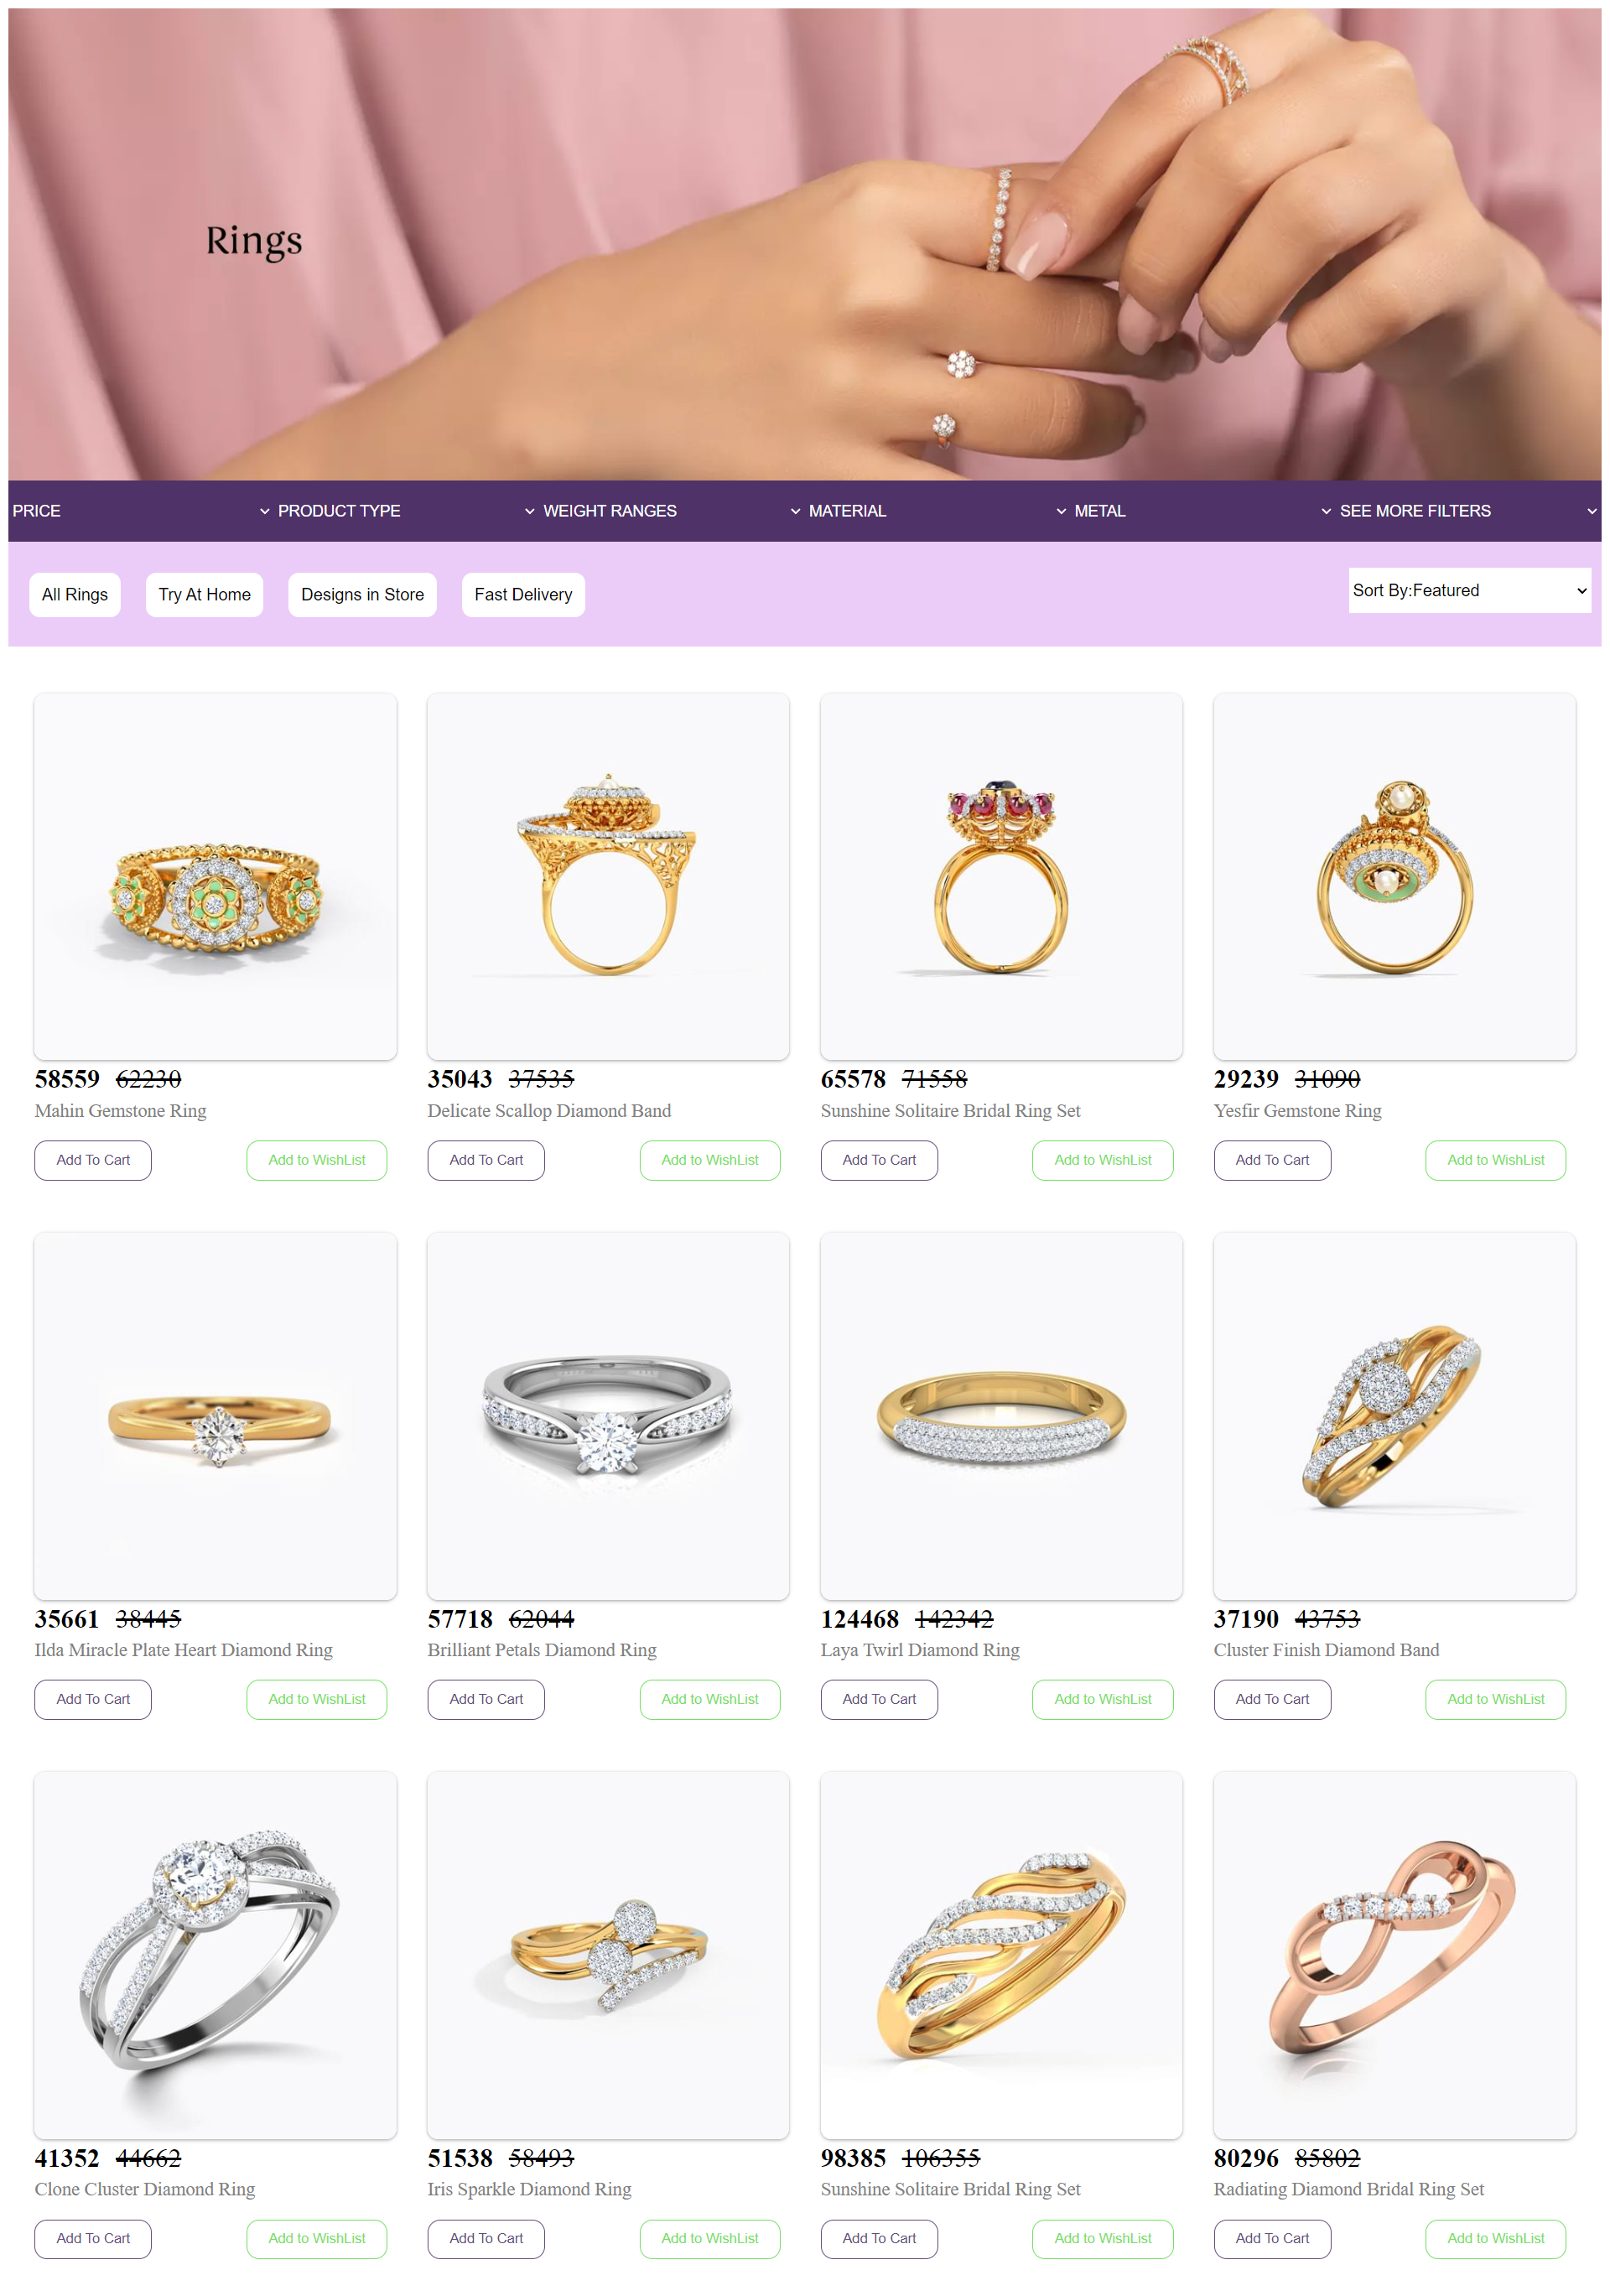 Rings
PRICE PRODUCT TYPE WEIGHT RANGES MATERIAL METAL SEE MORE FILTERS
All Rings Try At Home Designs in Store Fast Delivery Sort By:Featured
58559 62230 35043 37535 65578 71558 29239 31090
Mahin Gemstone Ring Delicate Scallop Diamond Band Sunshine Solitaire Bridal Ring Set Yesfir Gemstone Ring
Add To Cart Add to WishList Add To Cart Add to WishList Add To Cart Add to WishList Add To Cart Add to WishList
35661 38445 57718 62044 124468 142342 37190 43753
Ilda Miracle Plate Heart Diamond Ring Brilliant Petals Diamond Ring Laya Twirl Diamond Ring Cluster Finish Diamond Band
Add To Cart Add to WishList Add To Cart Add to WishList Add To Cart Add to WishList Add To Cart Add to WishList
41352 44662 51538 58493 98385 106355 80296 85802
Clone Cluster Diamond Ring Iris Sparkle Diamond Ring Sunshine Solitaire Bridal Ring Set Radiating Diamond Bridal Ring Set
Add To Cart Add to WishList Add To Cart Add to WishList Add To Cart Add to WishList Add To Cart Add to WishList